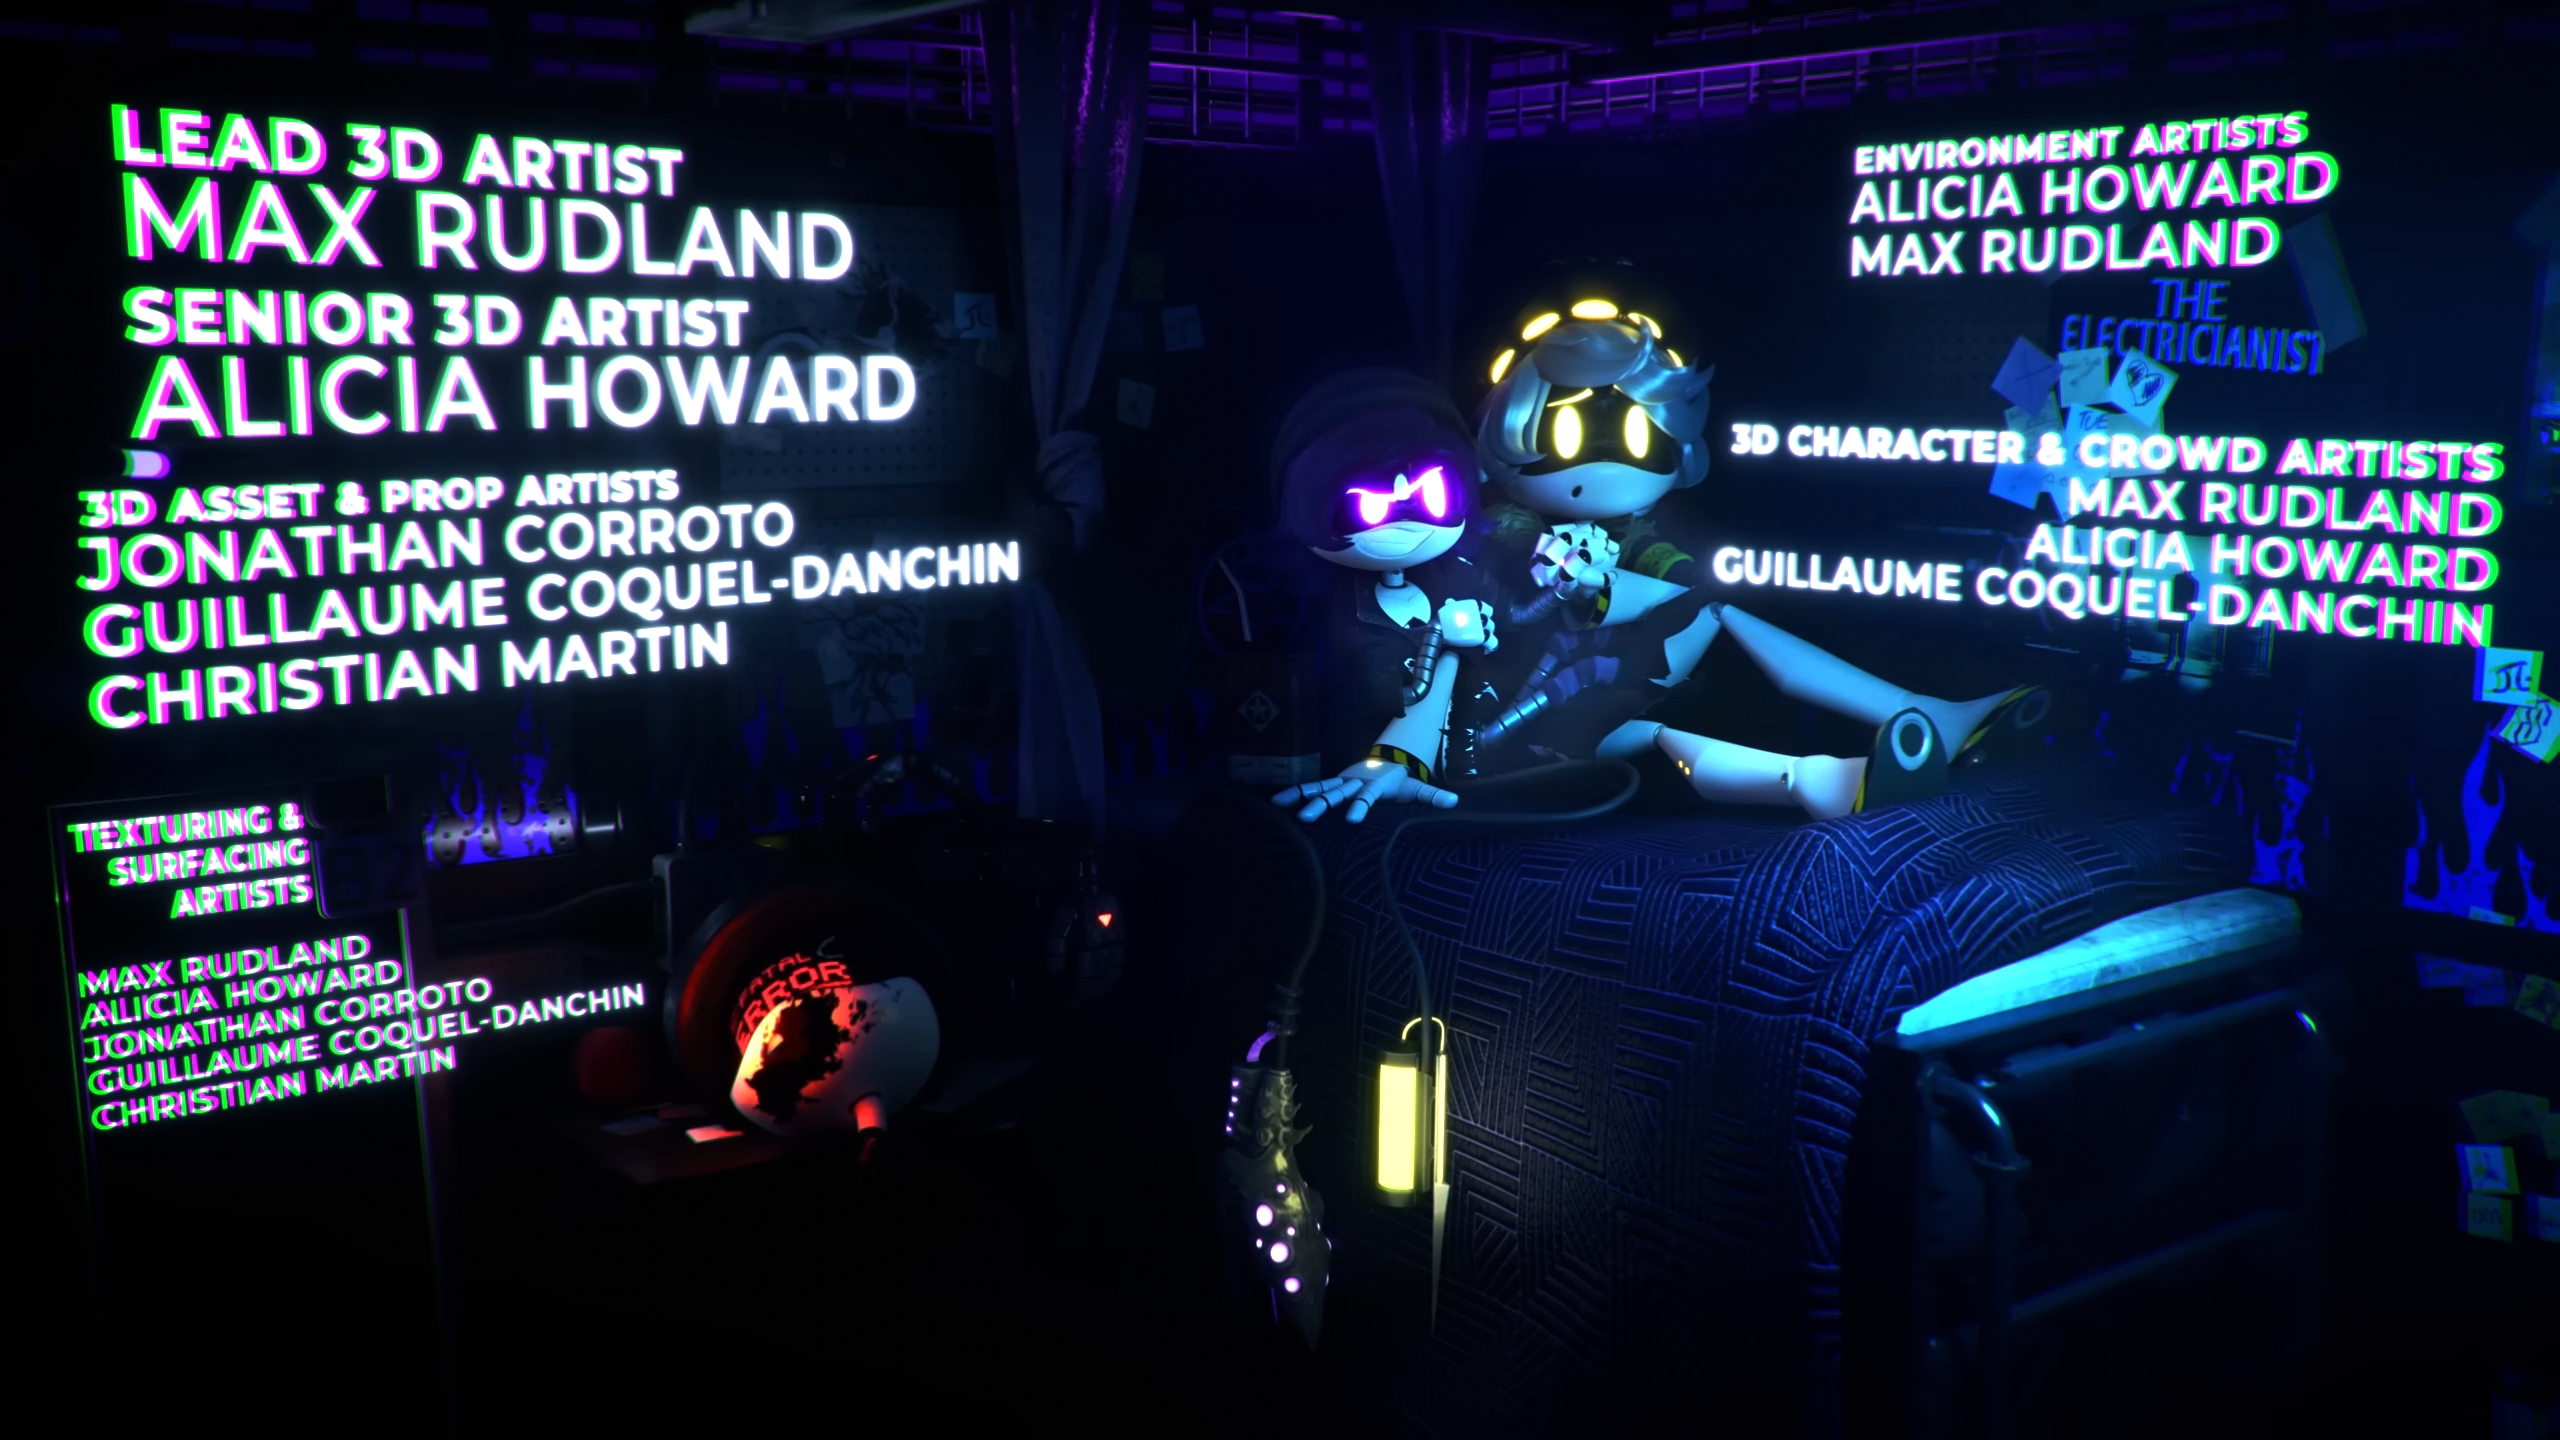 LEAD 3D ARTIST
MAX RUDLAND
SENIOR 3D ARTIST
ALICIA HOWARD
3D ASSET & PROP ARTISTS
JONATHAN CORROTO
GUILLAUME COQUEL-DANCHIN
CHRISTIAN MARTIN
TEXTURING &
SURFACING
ARTISTS
MAX RUDLAND
ALICIA HOWARD
JONATHAN CORROTO
GUILLAUME COQUEL-DANCHIN
CHRISTIAN MARTIN
FATAL
ERROR
ENVIRONMENT ARTISTS
ALICIA HOWARD
MAX RUDLAND
THE
ELECTRICIANIST
TUE
3D CHARACTER & CROWD ARTISTS
MAX RUDLAND
ALICIA HOWARD
GUILLAUME COQUEL-DANCHIN